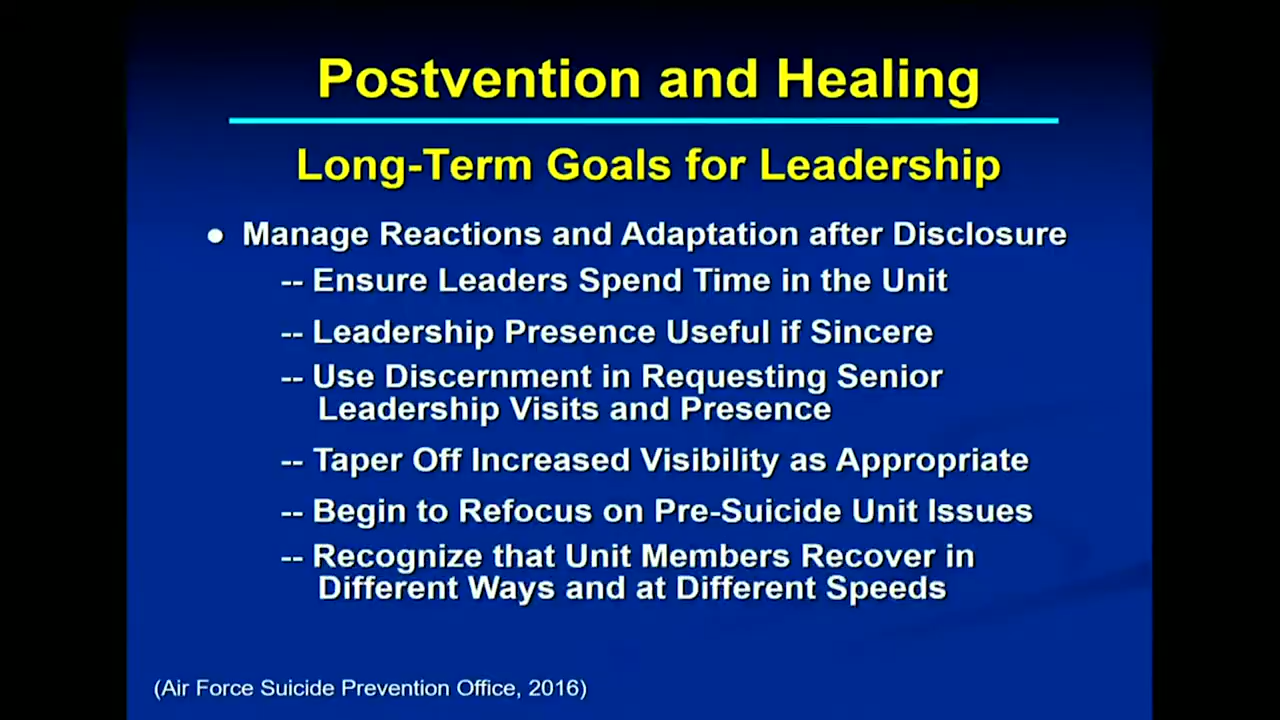 Postvention and Healing
Long-Term Goals for Leadership
● Manage Reactions and Adaptation after Disclosure
-- Ensure Leaders Spend Time in the Unit
-- Leadership Presence Useful if Sincere
-- Use Discernment in Requesting Senior
Leadership Visits and Presence
-- Taper Off Increased Visibility as Appropriate
-- Begin to Refocus on Pre-Suicide Unit Issues
-- Recognize that Unit Members Recover in
Different Ways and at Different Speeds
(Air Force Suicide Prevention Office, 2016)